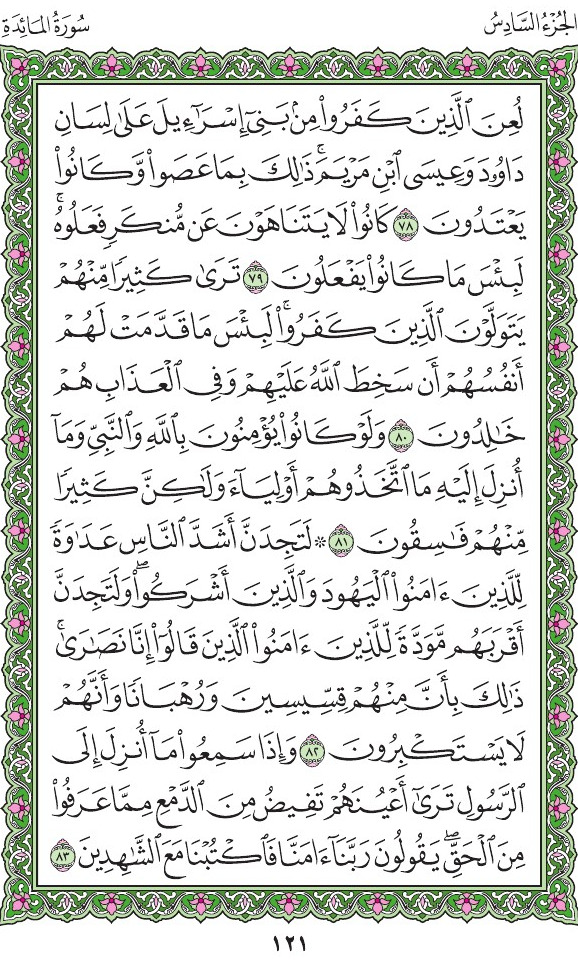 الجُزْءُ السَّادِسُ
سُورَةُ المَائِدَةِ
لُعِنَ ٱلَّذِينَ كَفَرُوا۟ مِنۢ بَنِىٓ إِسْرَٰٓءِيلَ عَلَىٰ لِسَانِ
دَاوُۥدَ وَعِيسَى ٱبْنِ مَرْيَمَ ۚ ذَٰلِكَ بِمَا عَصَوا۟ وَّكَانُوا۟
يَعْتَدُونَ ٧٨ كَانُوا۟ لَا يَتَنَاهَوْنَ عَن مُّنكَرٍ فَعَلُوهُ ۚ
لَبِئْسَ مَا كَانُوا۟ يَفْعَلُونَ ٧٩ تَرَىٰ كَثِيرًا مِّنْهُمْ
يَتَوَلَّوْنَ ٱلَّذِينَ كَفَرُوا۟ ۚ لَبِئْسَ مَا قَدَّمَتْ لَهُمْ
أَنفُسُهُمْ أَن سَخِطَ ٱللَّهُ عَلَيْهِمْ وَفِى ٱلْعَذَابِ هُمْ
خَٰلِدُونَ ٨٠ وَلَوْ كَانُوا۟ يُؤْمِنُونَ بِٱللَّهِ وَٱلنَّبِىِّ وَمَآ
أُنزِلَ إِلَيْهِ مَا ٱتَّخَذُوهُمْ أَوْلِيَآءَ وَلَٰكِنَّ كَثِيرًا
مِّنْهُمْ فَٰسِقُونَ ٨١ ۞ لَتَجِدَنَّ أَشَدَّ ٱلنَّاسِ عَدَٰوَةً
لِّلَّذِينَ ءَامَنُوا۟ ٱلْيَهُودَ وَٱلَّذِينَ أَشْرَكُوا۟ ۖ وَلَتَجِدَنَّ
أَقْرَبَهُم مَّوَدَّةً لِّلَّذِينَ ءَامَنُوا۟ ٱلَّذِينَ قَالُوٓا۟ إِنَّا نَصَٰرَىٰ ۚ
ذَٰلِكَ بِأَنَّ مِنْهُمْ قِسِّيسِينَ وَرُهْبَانًا وَأَنَّهُمْ
لَا يَسْتَكْبِرُونَ ٨٢ وَإِذَا سَمِعُوا۟ مَآ أُنزِلَ إِلَى
ٱلرَّسُولِ تَرَىٰٓ أَعْيُنَهُمْ تَفِيضُ مِنَ ٱلدَّمْعِ مِمَّا عَرَفُوا۟
مِنَ ٱلْحَقِّ ۖ يَقُولُونَ رَبَّنَآ ءَامَنَّا فَٱكْتُبْنَا مَعَ ٱلشَّٰهِدِينَ ٨٣
١٢١